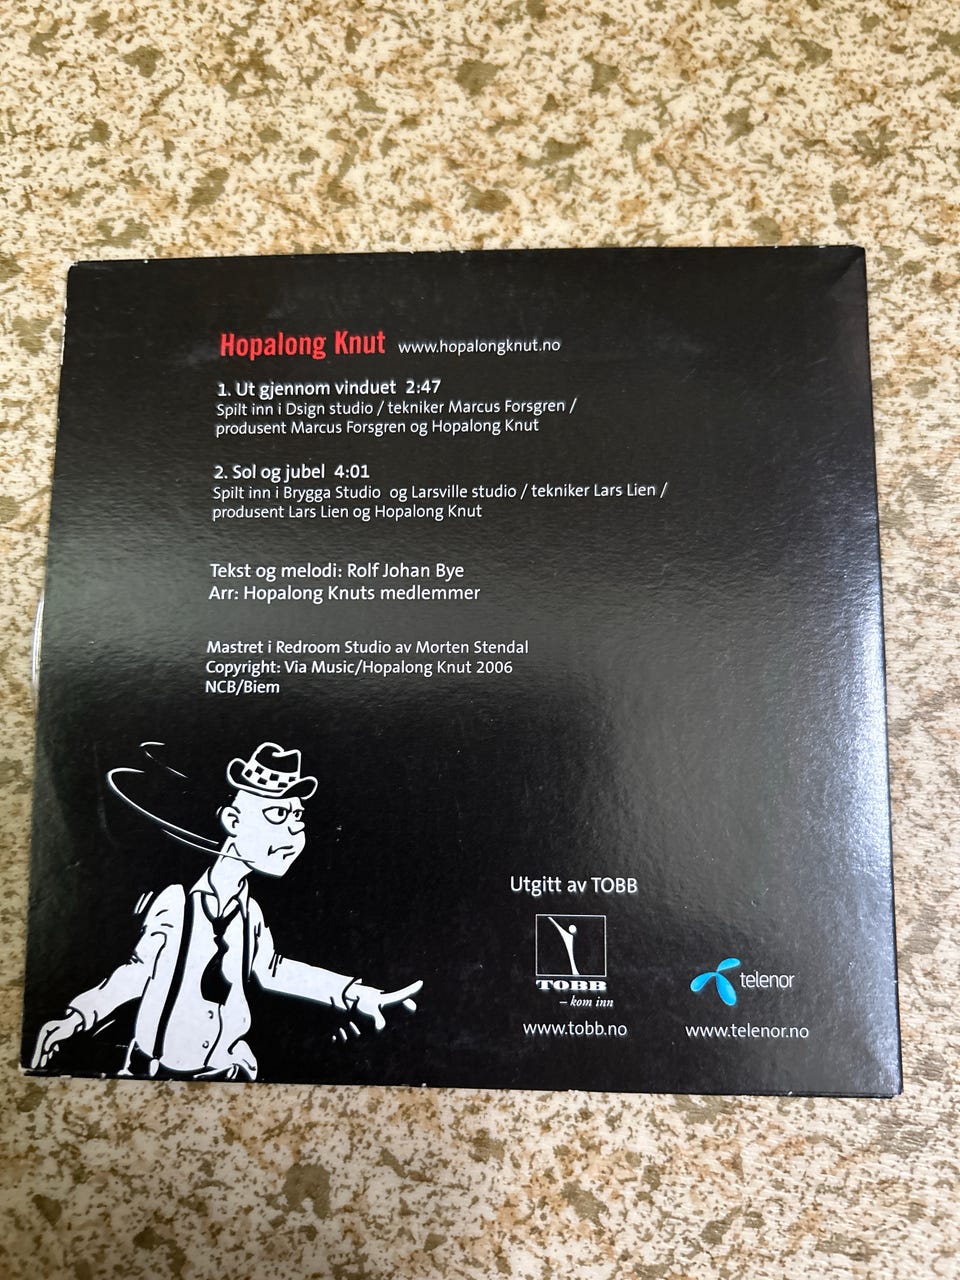 Hopalong Knut www.hopalongknut.no
1. Ut gjennom vinduet 2:47
Spilt inn i Dsign studio / tekniker Marcus Forsgren /
produsent Marcus Forsgren og Hopalong Knut
2. Sol og jubel 4:01
Spilt inn i Brygga Studio og Larsville studio / tekniker Lars Lien /
produsent Lars Lien og Hopalong Knut
Tekst og melodi: Rolf Johan Bye
Arr: Hopalong Knuts medlemmer
Mastret i Redroom Studio av Morten Stendal
Copyright: Via Music/Hopalong Knut 2006
NCB/Biem
Utgitt av TOBB
TOBB
– kom inn
www.tobb.no
telenor
www.telenor.no